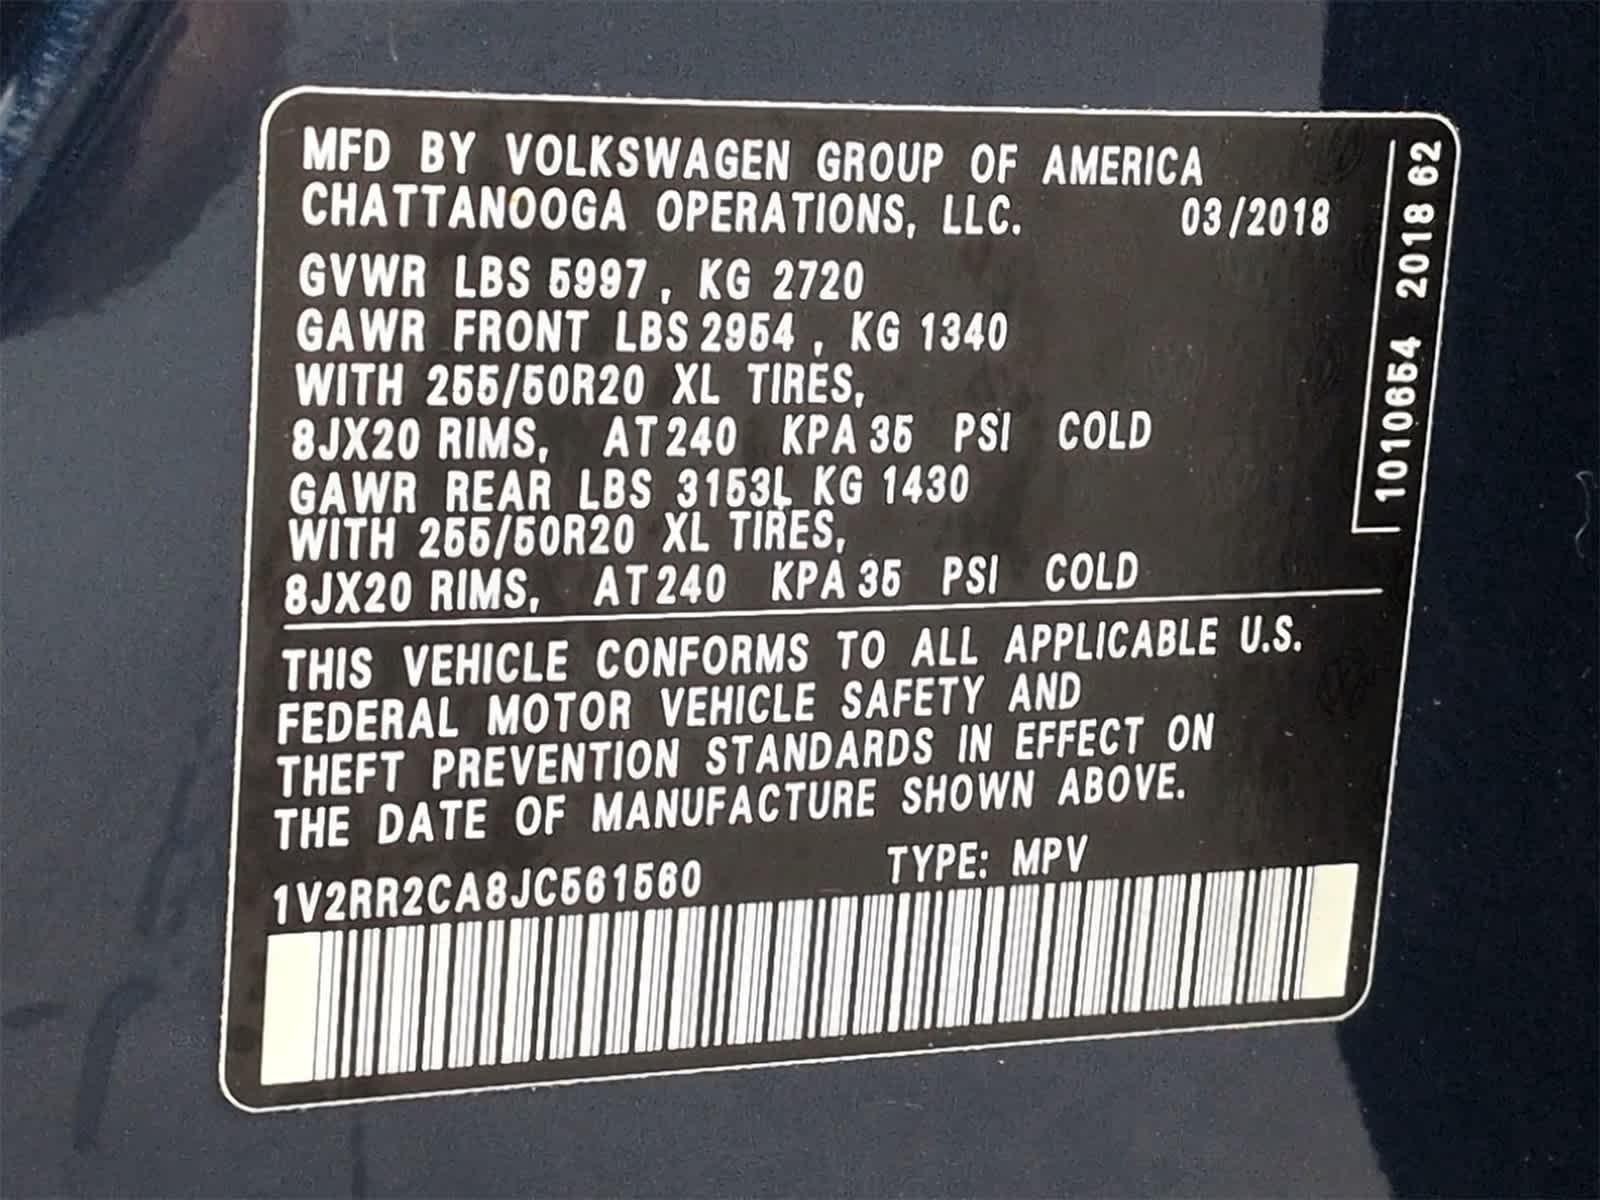 MFD BY VOLKSWAGEN GROUP OF AMERICA
CHATTANOOGA OPERATIONS, LLC. 03/2018
GVWR LBS 5997, KG 2720
GAWR FRONT LBS 2954, KG 1340
WITH 255/50R20 XL TIRES,
8JX20 RIMS, AT 240 KPA 35 PSI COLD
GAWR REAR LBS 3153L KG 1430
WITH 255/50R20 XL TIRES,
8JX20 RIMS, AT 240 KPA 35 PSI COLD
THIS VEHICLE CONFORMS TO ALL APPLICABLE U.S.
FEDERAL MOTOR VEHICLE SAFETY AND
THEFT PREVENTION STANDARDS IN EFFECT ON
THE DATE OF MANUFACTURE SHOWN ABOVE.
1V2RR2CA8JC561560 TYPE: MPV
1010654 2018 62